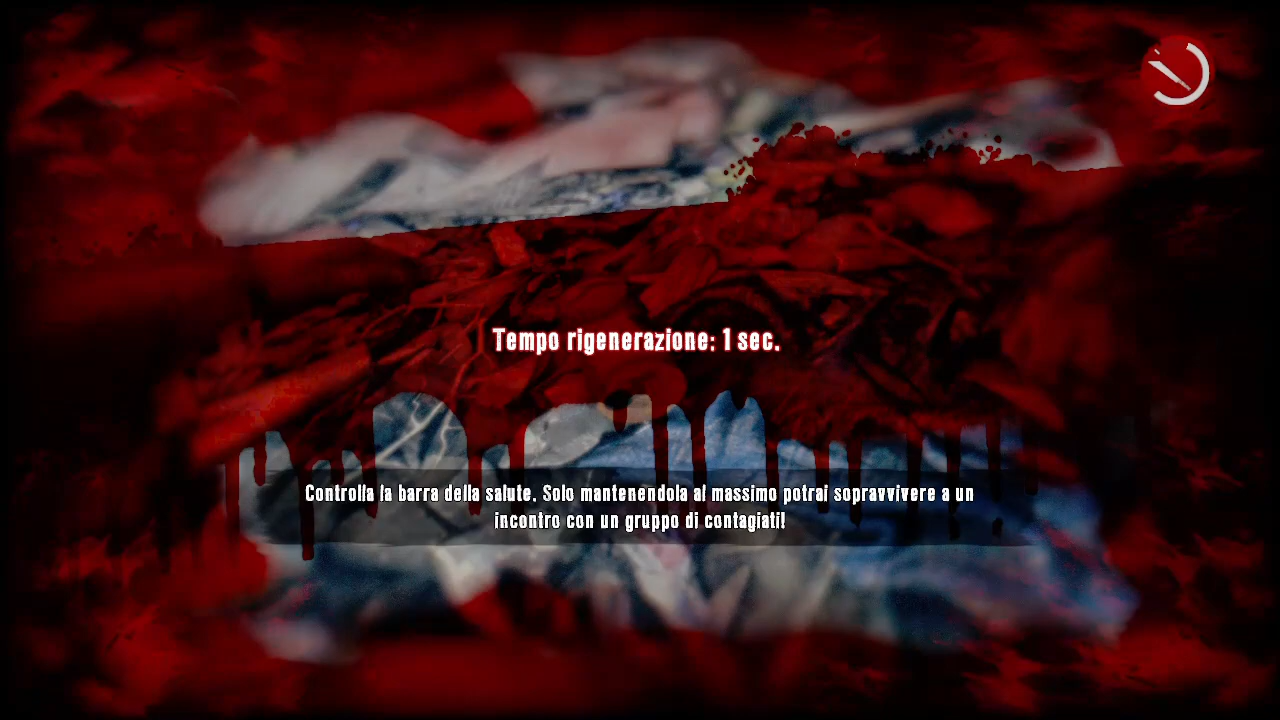 Tempo rigenerazione: 1 sec.
Controlla la barra della salute. Solo mantenendola al massimo potrai sopravvivere a un
incontro con un gruppo di contagiati!